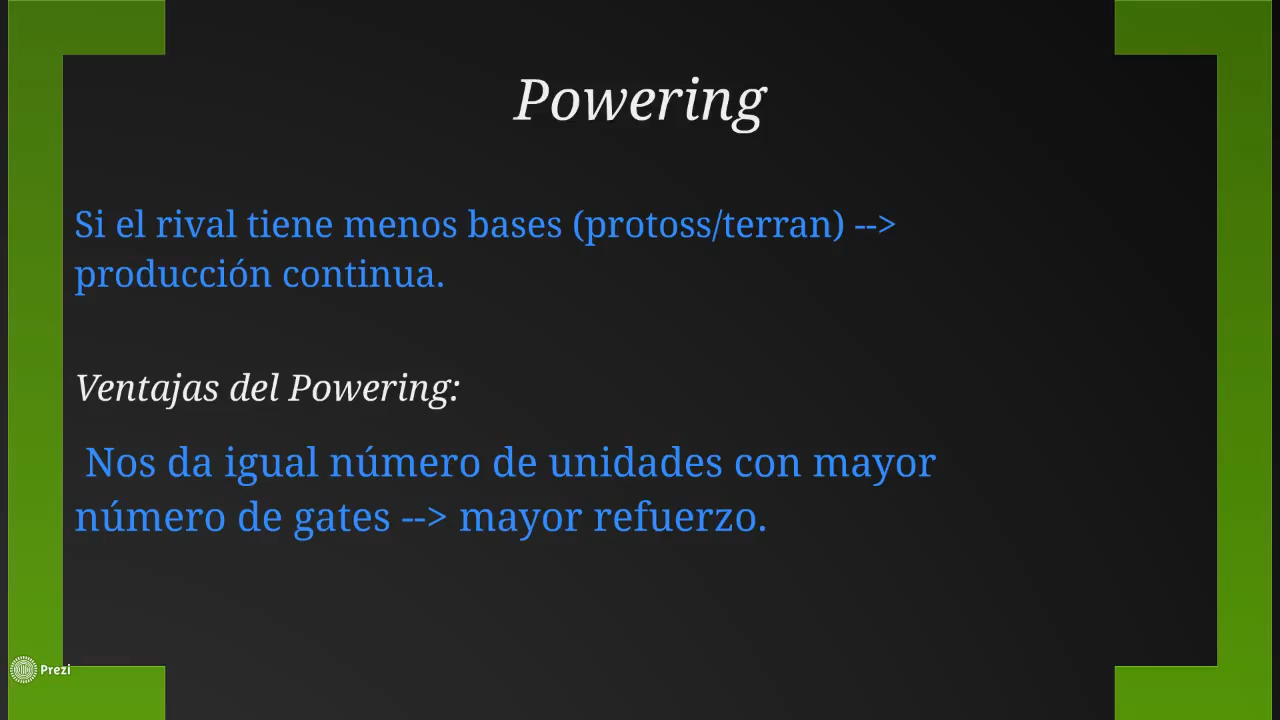 Powering
Si el rival tiene menos bases (protoss/terran) -->
producción continua.
Ventajas del Powering:
Nos da igual número de unidades con mayor
número de gates --> mayor refuerzo.
Prezi